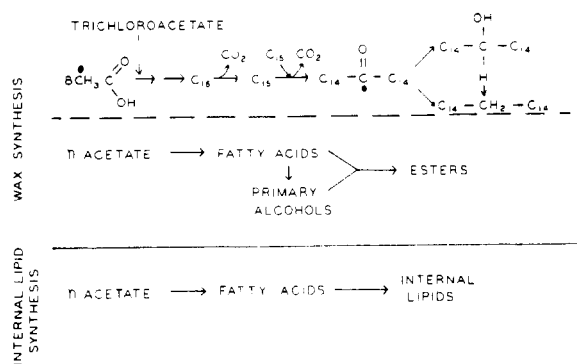 TRICHLOROACETATE
8CH₃ C O OH → → C₁₆ CO₂ C₁₅ C₁₅ CO₂ C₁₄ C O C₁₄
OH
C₁₄ C C₁₄
H
C₁₄ CH₂ C₁₄
WAX SYNTHESIS
n ACETATE → FATTY ACIDS → ESTERS
PRIMARY
ALCOHOLS
INTERNAL LIPID
SYNTHESIS
n ACETATE → FATTY ACIDS → INTERNAL
LIPIDS